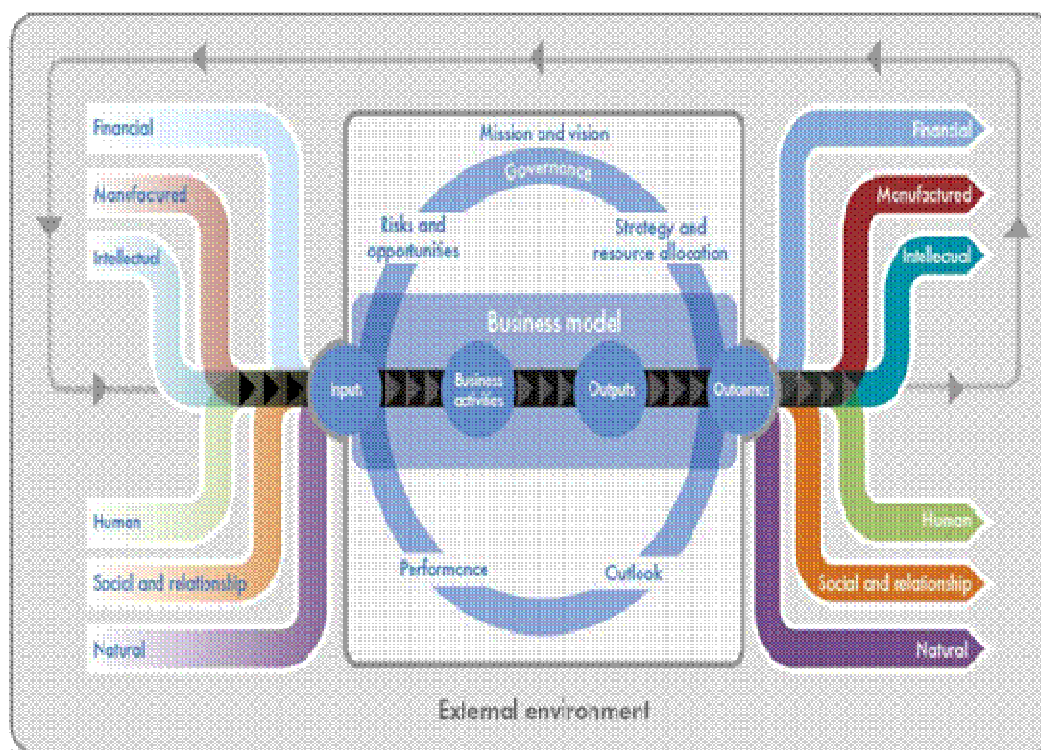 Financial
Manufactured
Intellectual
Human
Social and relationship
Natural
Mission and vision
Governance
Risks and
opportunities
Strategy and
resource allocation
Business model
Inputs
Business
activities
Outputs
Outcomes
Performance
Outlook
Financial
Manufactured
Intellectual
Human
Social and relationship
Natural
External environment